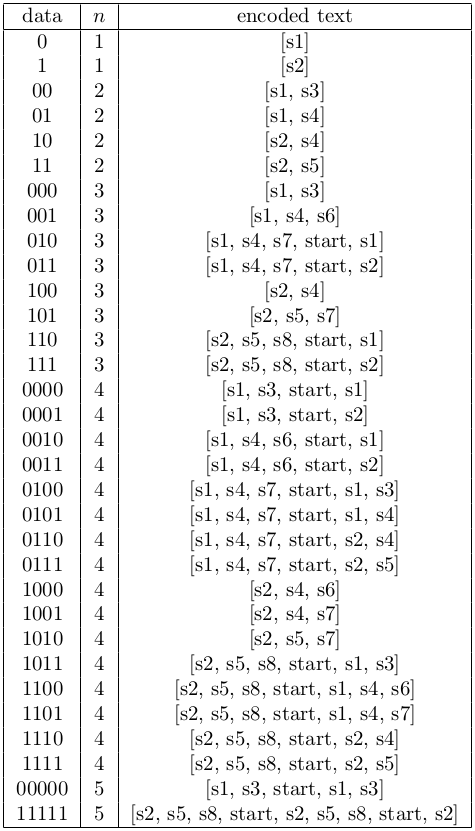 data n encoded text
0 1 [s1]
1 1 [s2]
00 2 [s1, s3]
01 2 [s1, s4]
10 2 [s2, s4]
11 2 [s2, s5]
000 3 [s1, s3]
001 3 [s1, s4, s6]
010 3 [s1, s4, s7, start, s1]
011 3 [s1, s4, s7, start, s2]
100 3 [s2, s4]
101 3 [s2, s5, s7]
110 3 [s2, s5, s8, start, s1]
111 3 [s2, s5, s8, start, s2]
0000 4 [s1, s3, start, s1]
0001 4 [s1, s3, start, s2]
0010 4 [s1, s4, s6, start, s1]
0011 4 [s1, s4, s6, start, s2]
0100 4 [s1, s4, s7, start, s1, s3]
0101 4 [s1, s4, s7, start, s1, s4]
0110 4 [s1, s4, s7, start, s2, s4]
0111 4 [s1, s4, s7, start, s2, s5]
1000 4 [s2, s4, s6]
1001 4 [s2, s4, s7]
1010 4 [s2, s5, s7]
1011 4 [s2, s5, s8, start, s1, s3]
1100 4 [s2, s5, s8, start, s1, s4, s6]
1101 4 [s2, s5, s8, start, s1, s4, s7]
1110 4 [s2, s5, s8, start, s2, s4]
1111 4 [s2, s5, s8, start, s2, s5]
00000 5 [s1, s3, start, s1, s3]
11111 5 [s2, s5, s8, start, s2, s5, s8, start, s2]